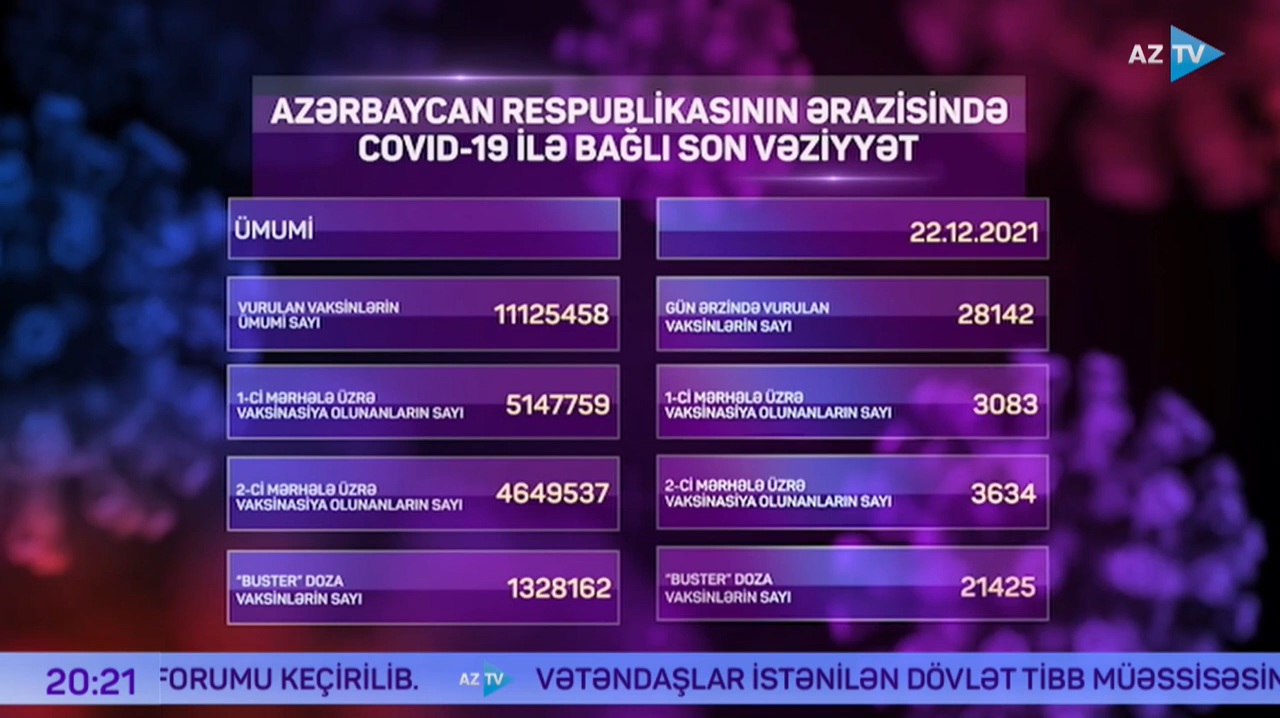 AZ TV
AZƏRBAYCAN RESPUBLİKASININ ƏRAZİSİNDƏ
COVID-19 İLƏ BAĞLI SON VƏZİYYƏT
ÜMUMİ
22.12.2021
VURULAN VAKSİNLƏRİN
ÜMUMİ SAYI
11125458
GÜN ƏRZİNDƏ VURULAN
VAKSİNLƏRİN SAYI
28142
1-Cİ MƏRHƏLƏ ÜZRƏ
VAKSİNASİYA OLUNANLARIN SAYI
5147759
1-Cİ MƏRHƏLƏ ÜZRƏ
VAKSİNASİYA OLUNANLARIN SAYI
3083
2-Cİ MƏRHƏLƏ ÜZRƏ
VAKSİNASİYA OLUNANLARIN SAYI
4649537
2-Cİ MƏRHƏLƏ ÜZRƏ
VAKSİNASİYA OLUNANLARIN SAYI
3634
"BUSTER" DOZA
VAKSİNLƏRİN SAYI
1328162
"BUSTER" DOZA
VAKSİNLƏRİN SAYI
21425
20:21 FORUMU KEÇİRİLİB. AZ TV VƏTƏNDAŞLAR İSTƏNİLƏN DÖVLƏT TİBB MÜƏSSİSƏSİN